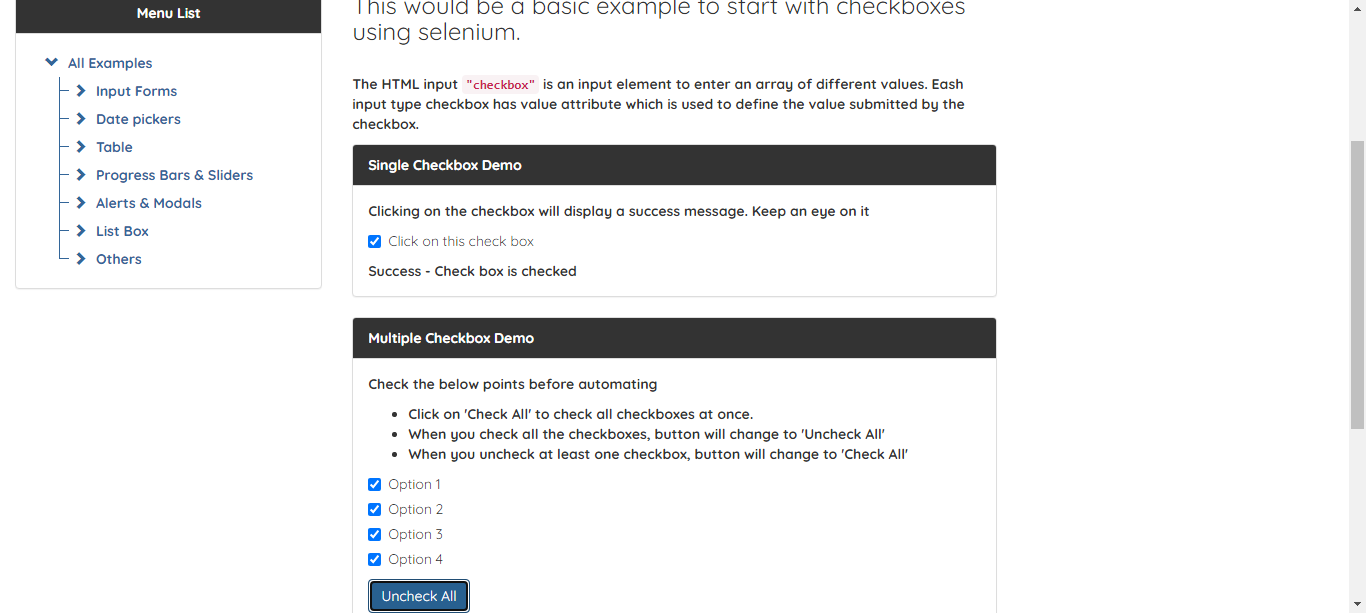 Menu List
All Examples
Input Forms
Date pickers
Table
Progress Bars & Sliders
Alerts & Modals
List Box
Others
This would be a basic example to start with checkboxes
using selenium.
The HTML input "checkbox" is an input element to enter an array of different values. Eash
input type checkbox has value attribute which is used to define the value submitted by the
checkbox.
Single Checkbox Demo
Clicking on the checkbox will display a success message. Keep an eye on it
Click on this check box
Success - Check box is checked
Multiple Checkbox Demo
Check the below points before automating
Click on 'Check All' to check all checkboxes at once.
When you check all the checkboxes, button will change to 'Uncheck All'
When you uncheck at least one checkbox, button will change to 'Check All'
Option 1
Option 2
Option 3
Option 4
Uncheck All